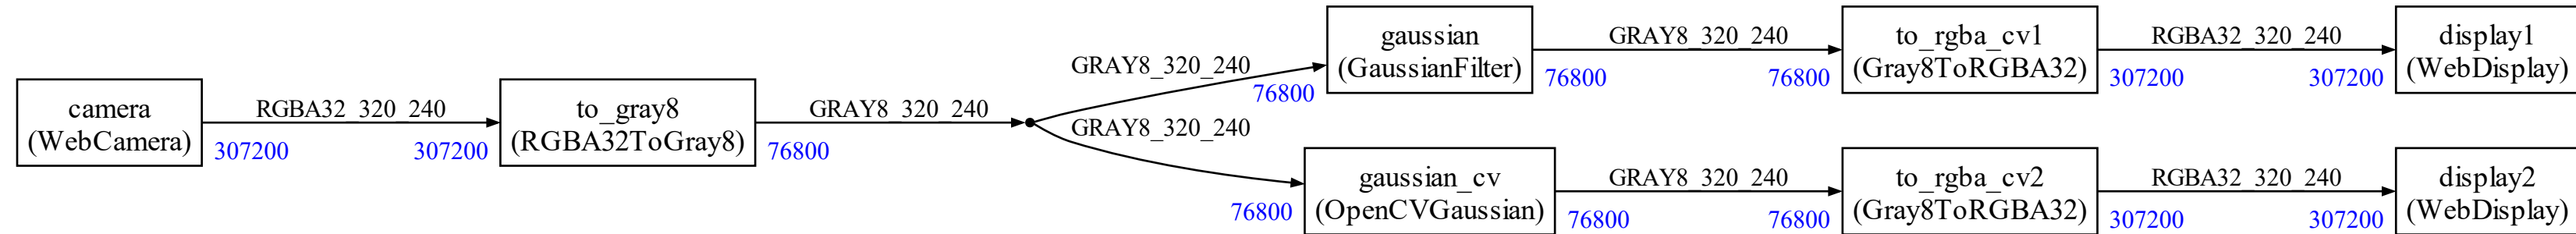 camera
(WebCamera)
RGBA32_320_240
307200
307200
to_gray8
(RGBA32ToGray8)
GRAY8_320_240
76800
GRAY8_320_240
76800
gaussian
(GaussianFilter)
GRAY8_320_240
76800
76800
to_rgba_cv1
(Gray8ToRGBA32)
RGBA32_320_240
307200
307200
display1
(WebDisplay)
GRAY8_320_240
76800
gaussian_cv
(OpenCVGaussian)
GRAY8_320_240
76800
76800
to_rgba_cv2
(Gray8ToRGBA32)
RGBA32_320_240
307200
307200
display2
(WebDisplay)